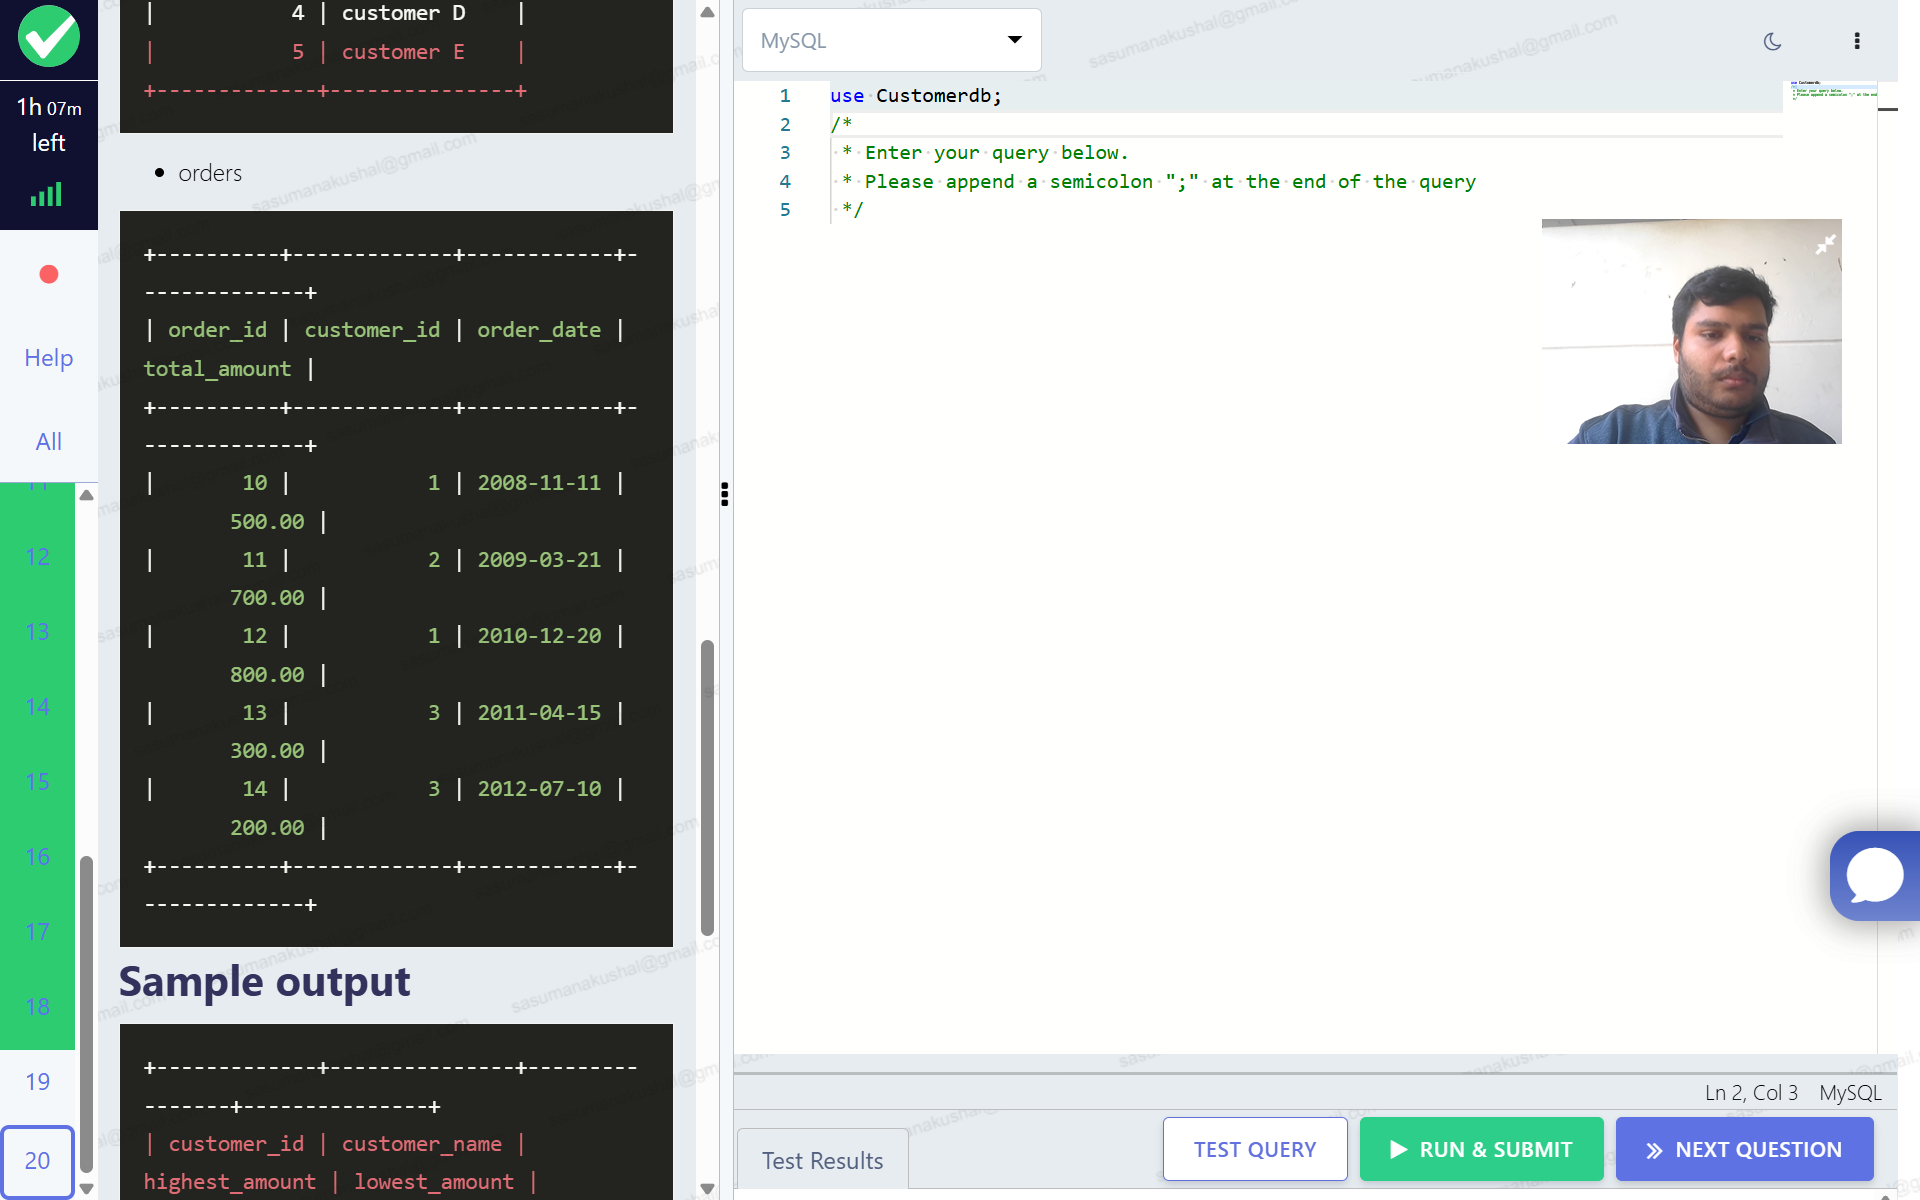 |           4 | customer D    |
|           5 | customer E    |
+-------------+---------------+
1h 07m
left
Help
All
11
12
13
14
15
16
17
18
19
20
orders
+----------+-------------+------------+-
-------------+
| order_id | customer_id | order_date |
total_amount |
+----------+-------------+------------+-
-------------+
|       10 |           1 | 2008-11-11 |
500.00 |
|       11 |           2 | 2009-03-21 |
700.00 |
|       12 |           1 | 2010-12-20 |
800.00 |
|       13 |           3 | 2011-04-15 |
300.00 |
|       14 |           3 | 2012-07-10 |
200.00 |
+----------+-------------+------------+-
-------------+
Sample output
+-------------+---------------+---------
-------+---------------+
| customer_id | customer_name |
highest_amount | lowest_amount |
MySQL
1 use Customerdb;
2 /*
3 * Enter your query below.
4 * Please append a semicolon ";" at the end of the query
5 */
Ln 2, Col 3 MySQL
Test Results
TEST QUERY
RUN & SUBMIT
NEXT QUESTION
sasumanakushal@gmail.com